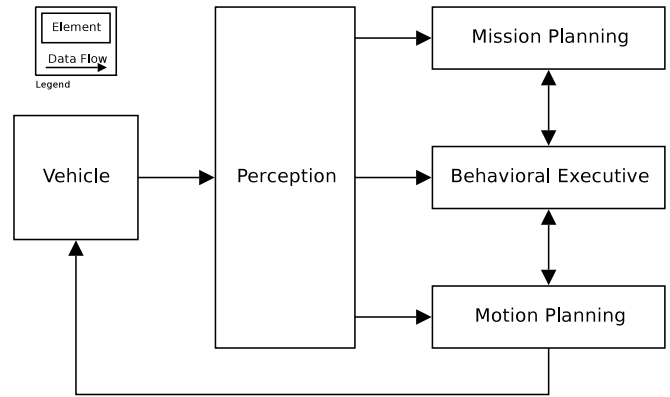 Element
Data Flow
Legend
Mission Planning
Vehicle
Perception
Behavioral Executive
Motion Planning